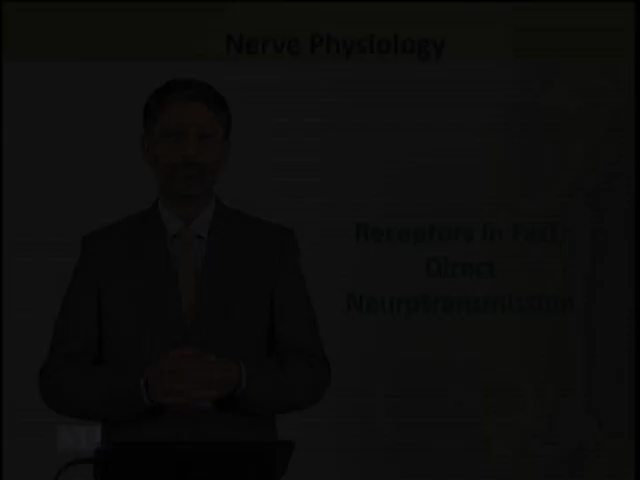 Nerve Physiology
Receptors in Fast,
Direct
Neurotransmission